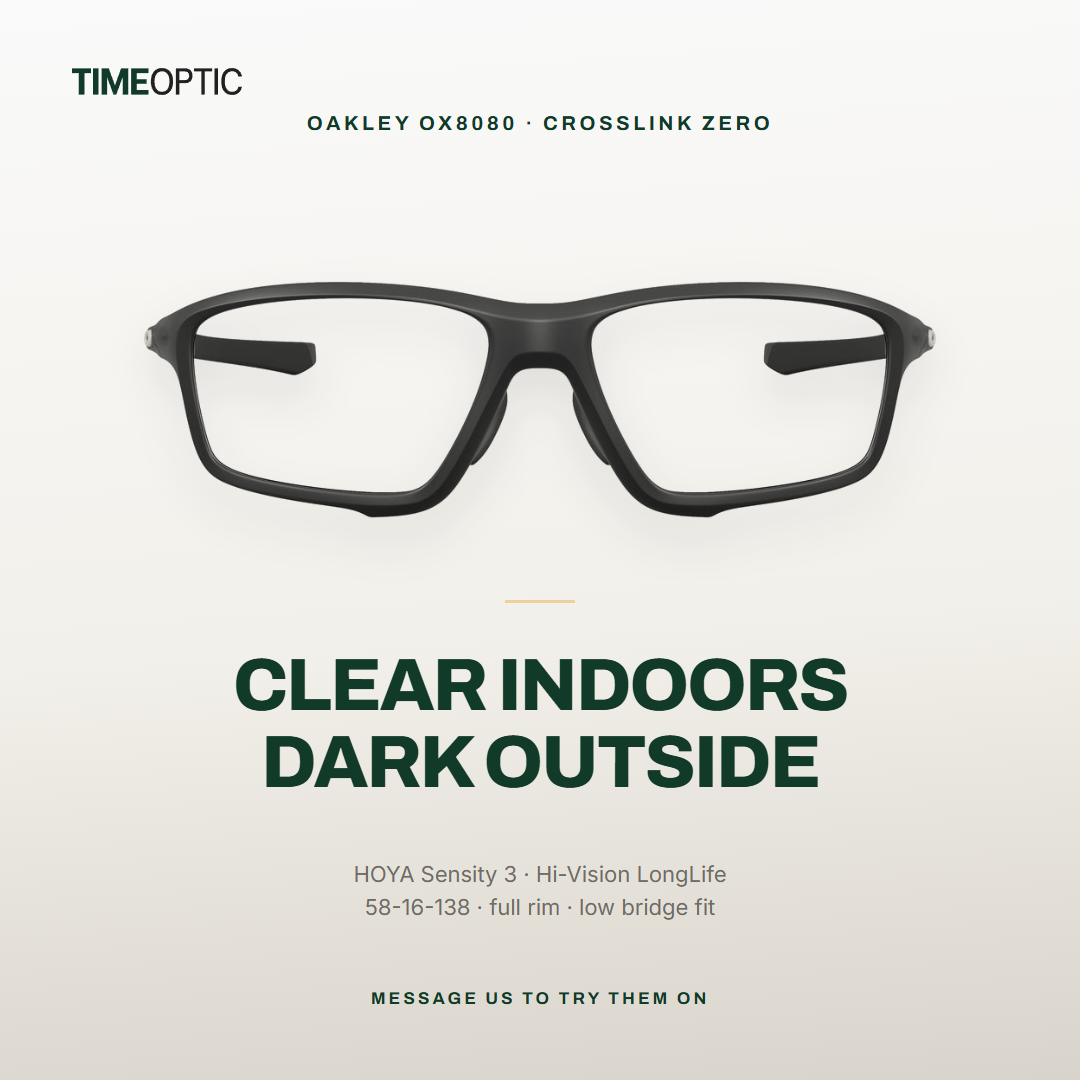 TIMEOPTIC
OAKLEY OX8080 · CROSSLINK ZERO
CLEAR INDOORS
DARK OUTSIDE
HOYA Sensity 3 · Hi-Vision LongLife
58-16-138 · full rim · low bridge fit
MESSAGE US TO TRY THEM ON